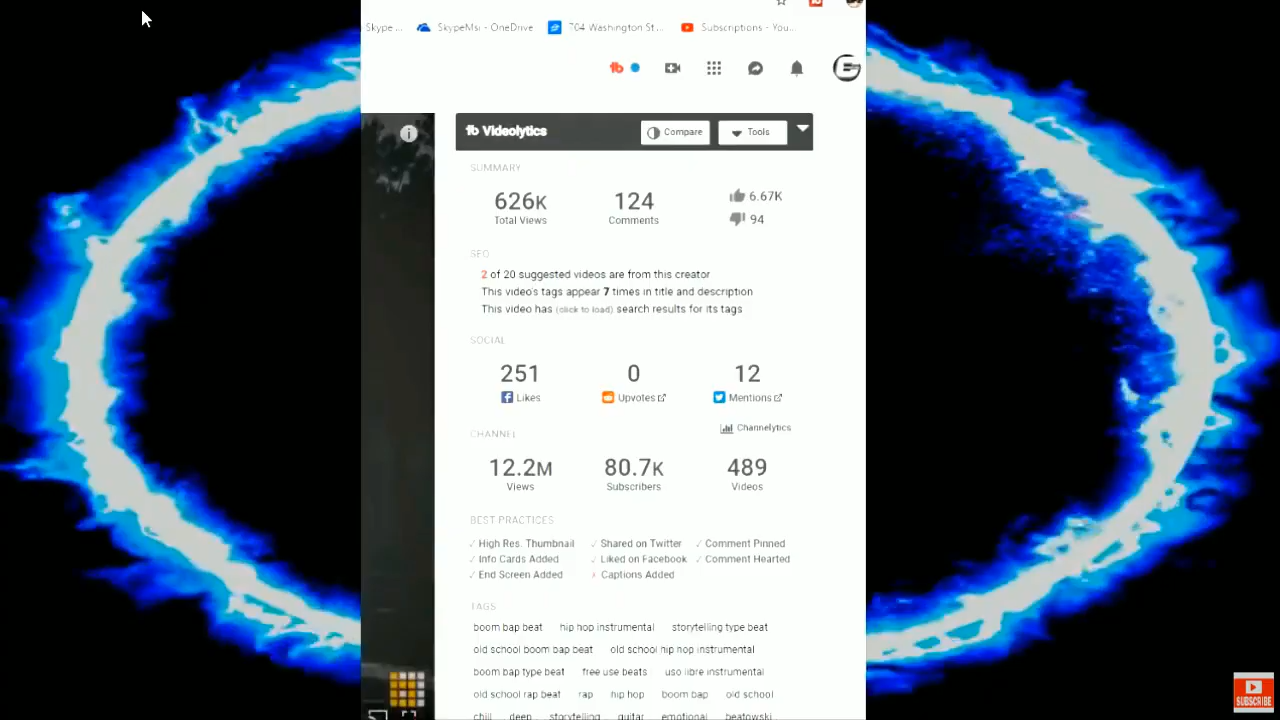 Skype ... SkypeMsi - OneDrive 704 Washington St... Subscriptions - You...
Videolytics Compare Tools
SUMMARY
626K 124 6.67K
Total Views Comments 94
SEO
2 of 20 suggested videos are from this creator
This video's tags appear 7 times in title and description
This video has (click to load) search results for its tags
SOCIAL
251 0 12
Likes Upvotes Mentions
CHANNEL Channelytics
12.2M 80.7K 489
Views Subscribers Videos
BEST PRACTICES
High Res. Thumbnail Shared on Twitter Comment Pinned
Info Cards Added Liked on Facebook Comment Hearted
End Screen Added Captions Added
TAGS
boom bap beat hip hop instrumental storytelling type beat
old school boom bap beat old school hip hop instrumental
boom bap type beat free use beats uso libre instrumental
old school rap beat rap hip hop boom bap old school
chill deep storytelling guitar emotional beatowski
SUBSCRIBE